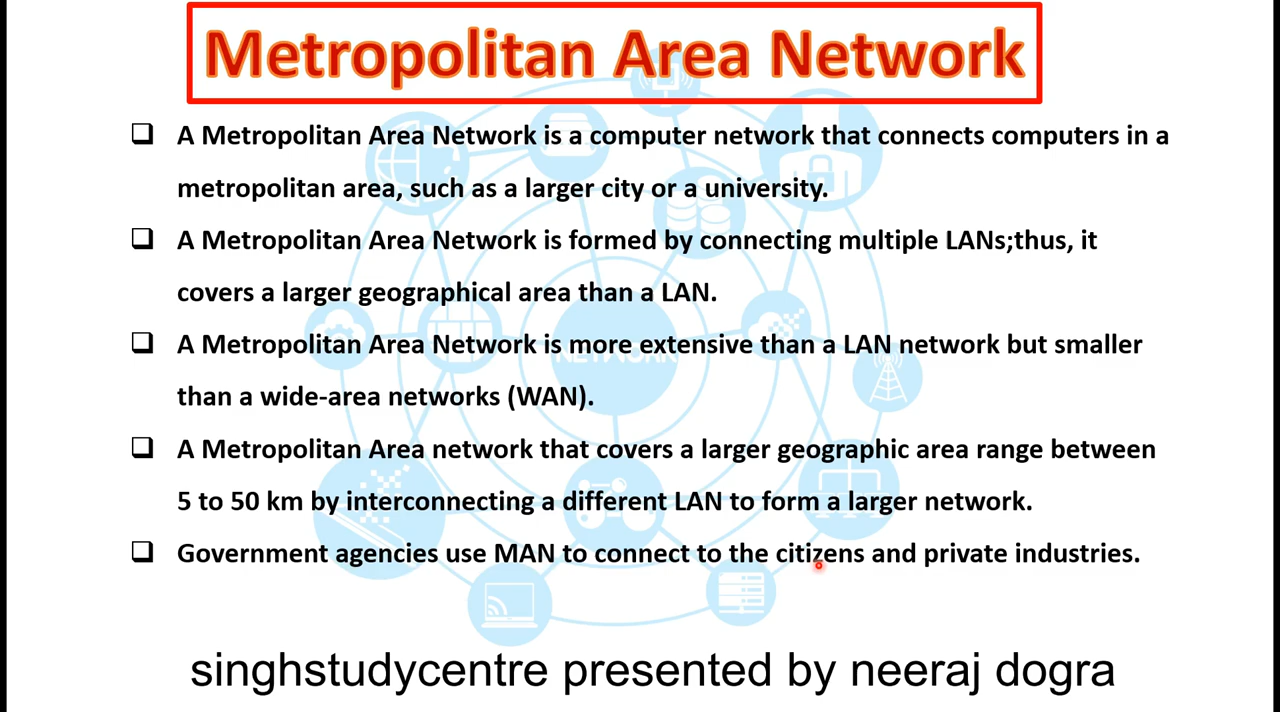 Metropolitan Area Network
❑ A Metropolitan Area Network is a computer network that connects computers in a
metropolitan area, such as a larger city or a university.
❑ A Metropolitan Area Network is formed by connecting multiple LANs;thus, it
covers a larger geographical area than a LAN.
❑ A Metropolitan Area Network is more extensive than a LAN network but smaller
NETWORK
than a wide-area networks (WAN).
❑ A Metropolitan Area network that covers a larger geographic area range between
5 to 50 km by interconnecting a different LAN to form a larger network.
❑ Government agencies use MAN to connect to the citizens and private industries.
singhstudycentre presented by neeraj dogra